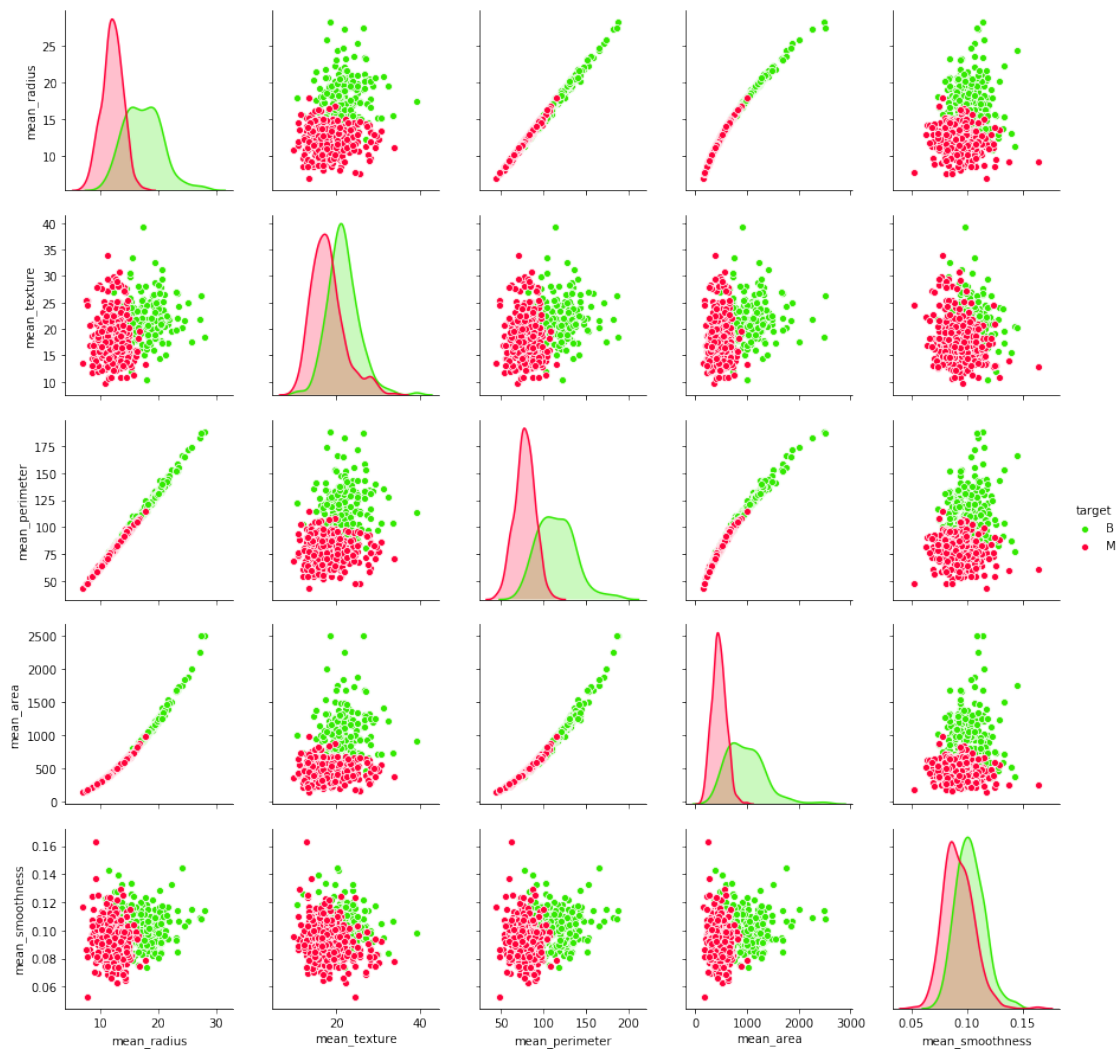 mean_radius
25
20
15
10
mean_texture
40
35
30
25
20
15
10
mean_perimeter
175
150
125
100
75
50
target
B
M
mean_area
2500
2000
1500
1000
500
0
mean_smoothness
0.16
0.14
0.12
0.10
0.08
0.06
10 20 30
mean_radius
20 40
mean_texture
50 100 150 200
mean_perimeter
0 1000 2000 3000
mean_area
0.05 0.10 0.15
mean_smoothness